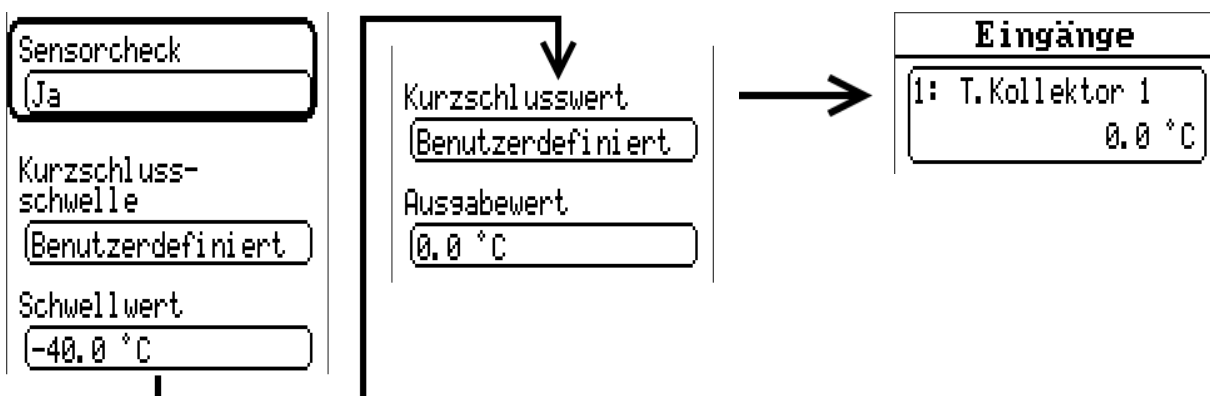 Sensorcheck
Ja
Kurzschluss-
schwelle
Benutzerdefiniert
Schwellwert
-40.0 °C
Kurzschlusswert
Benutzerdefiniert
Ausgabewert
0.0 °C
Eingänge
1: T.Kollektor 1
0.0 °C